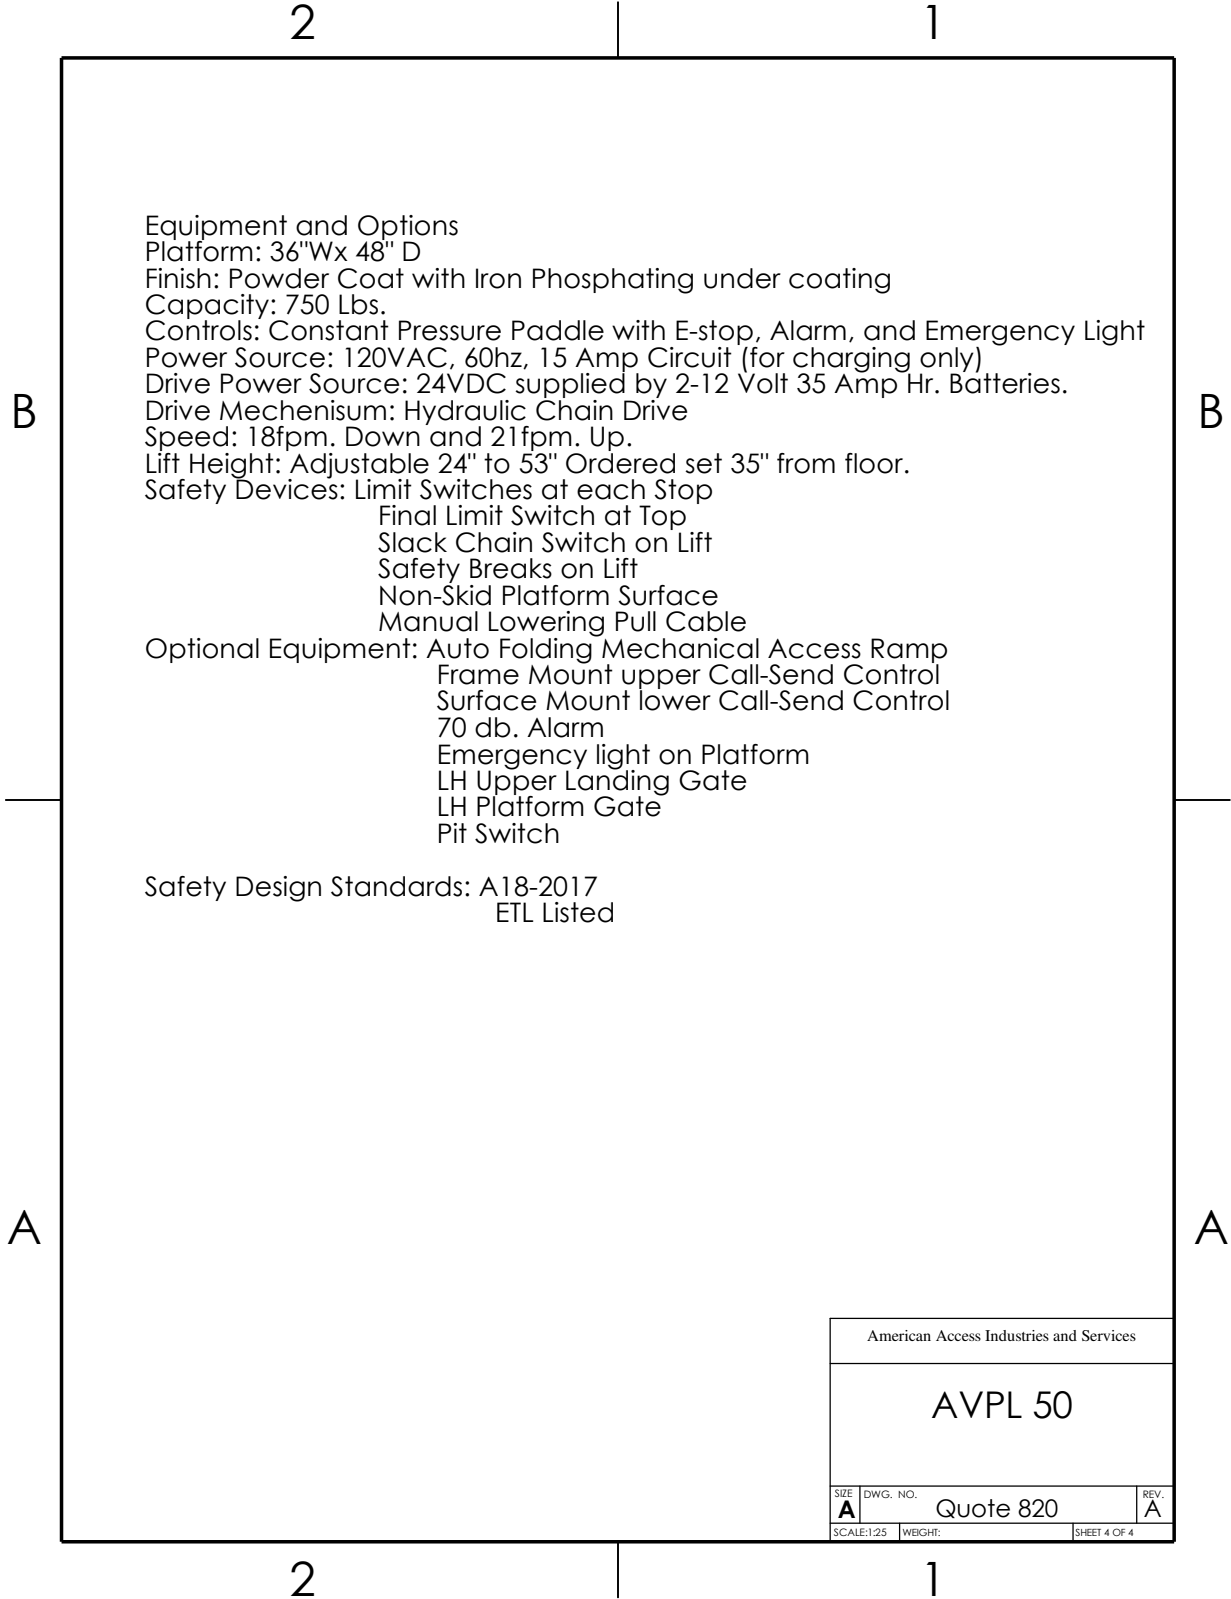 2
1
Equipment and Options
Platform: 36"Wx 48" D
Finish: Powder Coat with Iron Phosphating under coating
Capacity: 750 Lbs.
Controls: Constant Pressure Paddle with E-stop, Alarm, and Emergency Light
Power Source: 120VAC, 60hz, 15 Amp Circuit (for charging only)
Drive Power Source: 24VDC supplied by 2-12 Volt 35 Amp Hr. Batteries.
Drive Mechenisum: Hydraulic Chain Drive
Speed: 18fpm. Down and 21fpm. Up.
Lift Height: Adjustable 24" to 53" Ordered set 35" from floor.
Safety Devices: Limit Switches at each Stop
Final Limit Switch at Top
Slack Chain Switch on Lift
Safety Breaks on Lift
Non-Skid Platform Surface
Manual Lowering Pull Cable
Optional Equipment: Auto Folding Mechanical Access Ramp
Frame Mount upper Call-Send Control
Surface Mount lower Call-Send Control
70 db. Alarm
Emergency light on Platform
LH Upper Landing Gate
LH Platform Gate
Pit Switch
Safety Design Standards: A18-2017
ETL Listed
B
B
A
A
American Access Industries and Services
AVPL 50
SIZE
A
DWG. NO.
Quote 820
REV.
A
SCALE:1:25
WEIGHT:
SHEET 4 OF 4
2
1